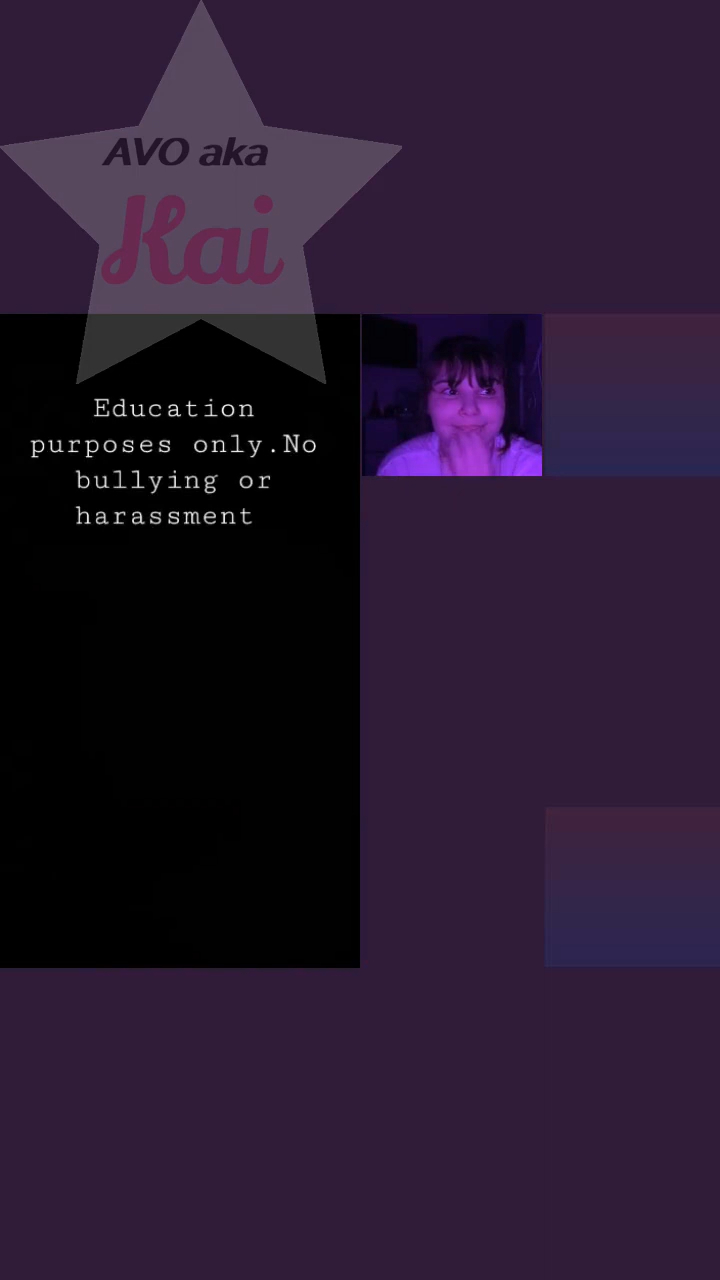 AVO aka
Kai
Education
purposes only.No
bullying or
harassment